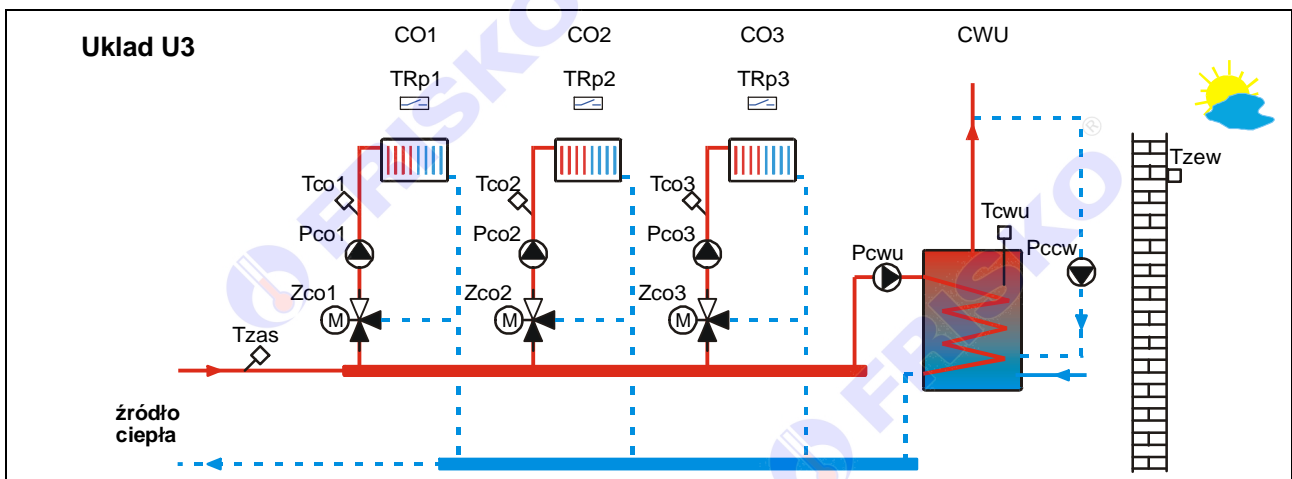 Uklad U3
CO1 CO2 CO3 CWU
TRp1 TRp2 TRp3
Tzew
Tco1 Tco2 Tco3
Tcwu
Pco1 Pco2 Pco3 Pcwu Pccw
Zco1 Zco2 Zco3
M M M
Tzas
źródło
ciepła
FRISKO
FRISKO ®